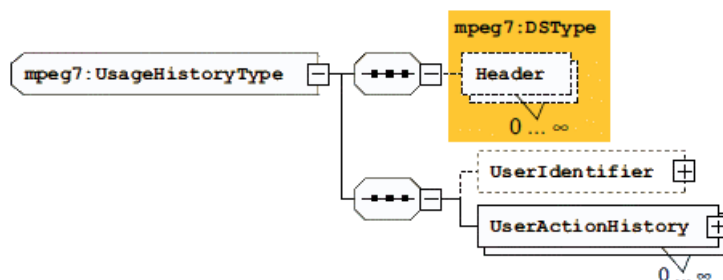 mpeg7:DSType
mpeg7:UsageHistoryType
Header
0 ... ∞
UserIdentifier
UserActionHistory
0 ... ∞